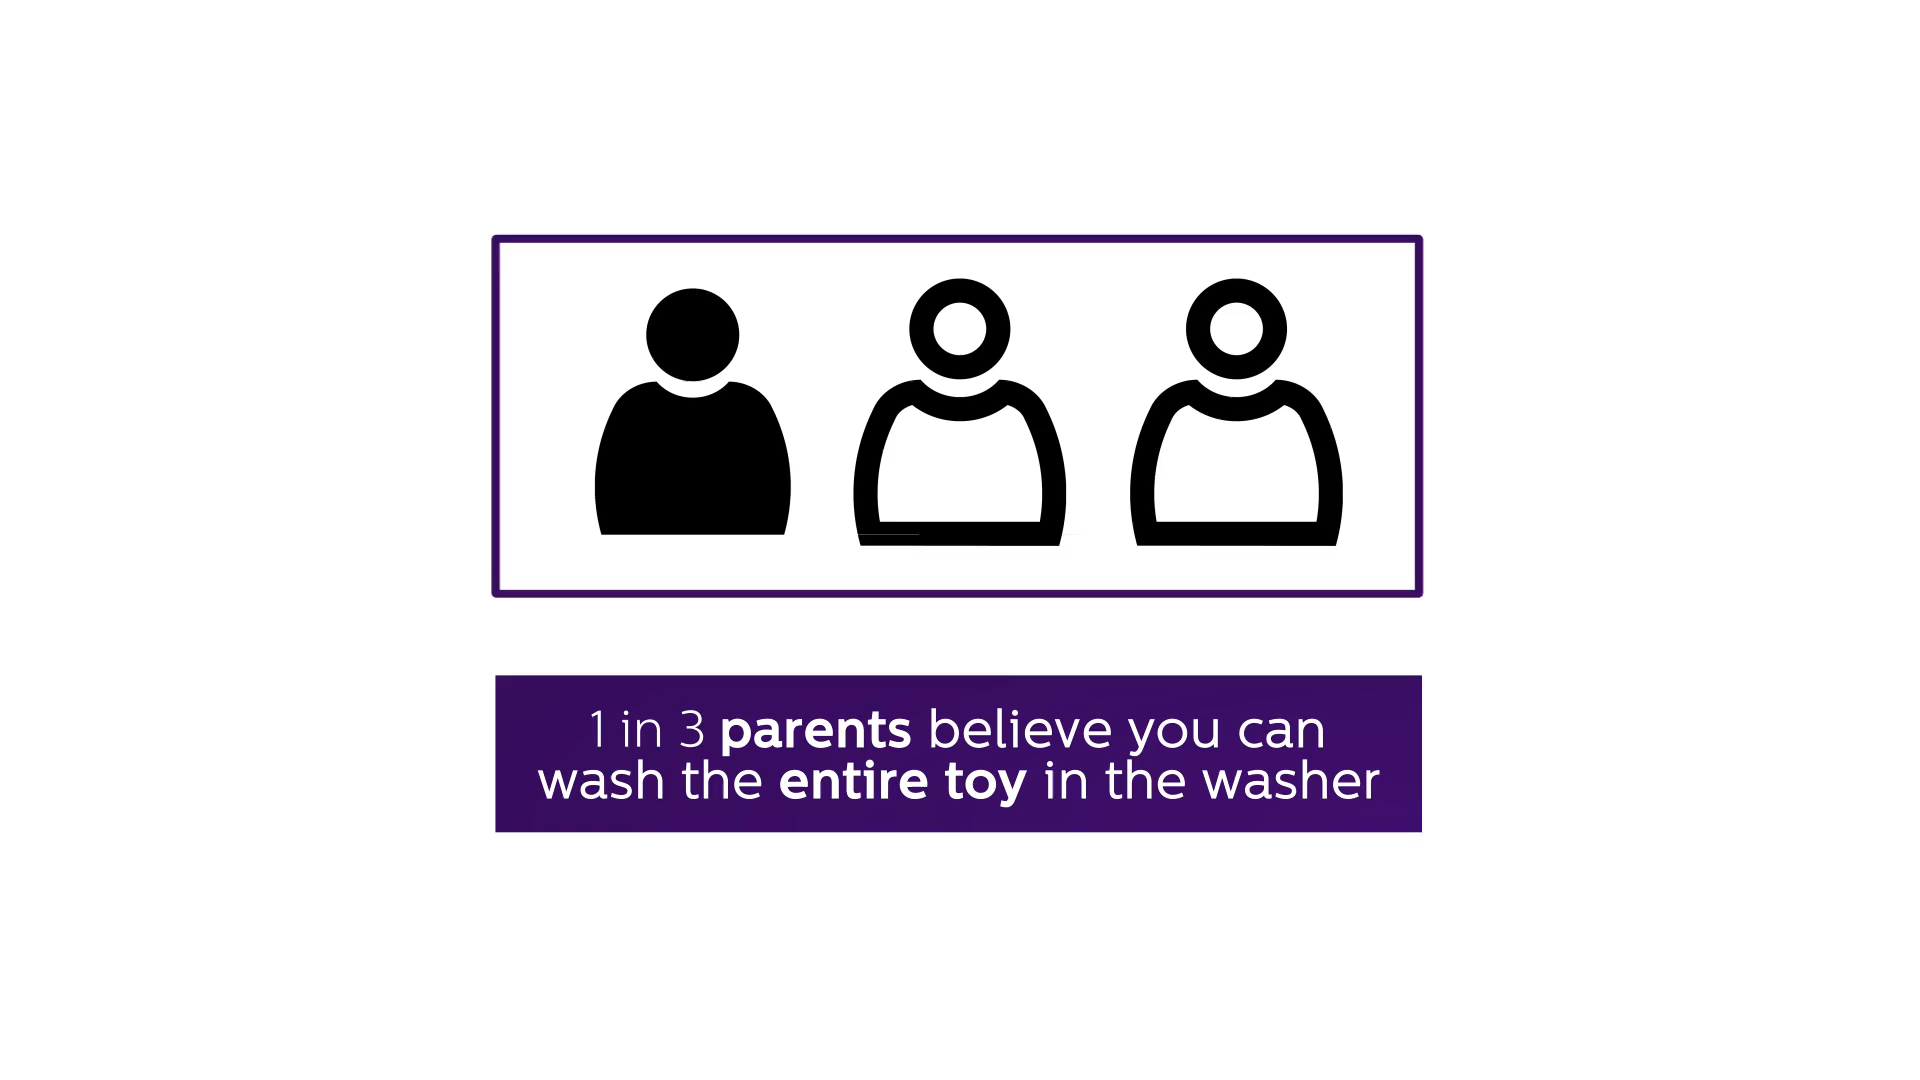 1 in 3 parents believe you can
wash the entire toy in the washer